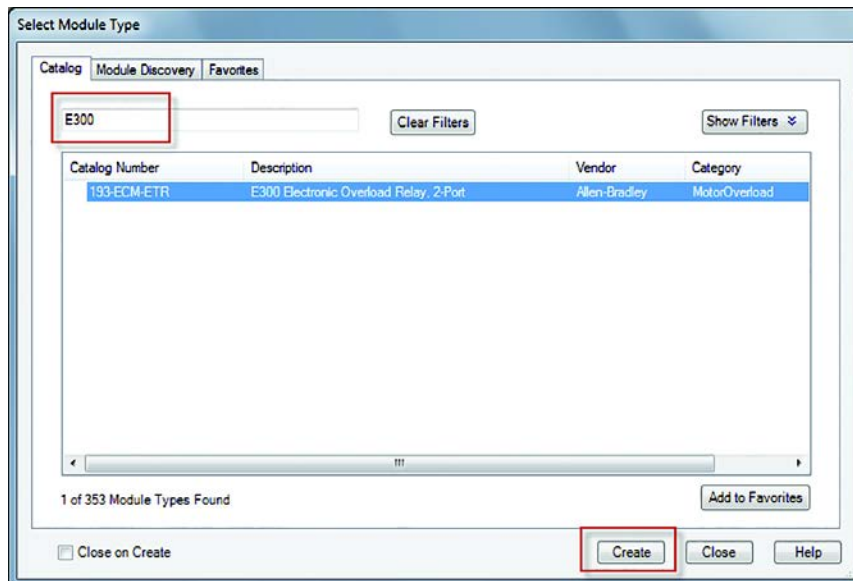 Select Module Type
Catalog Module Discovery Favorites
E300 Clear Filters Show Filters
Catalog Number Description Vendor Category
193-ECM-ETR E300 Electronic Overload Relay, 2-Port Allen-Bradley MotorOverload
1 of 353 Module Types Found Add to Favorites
Close on Create Create Close Help